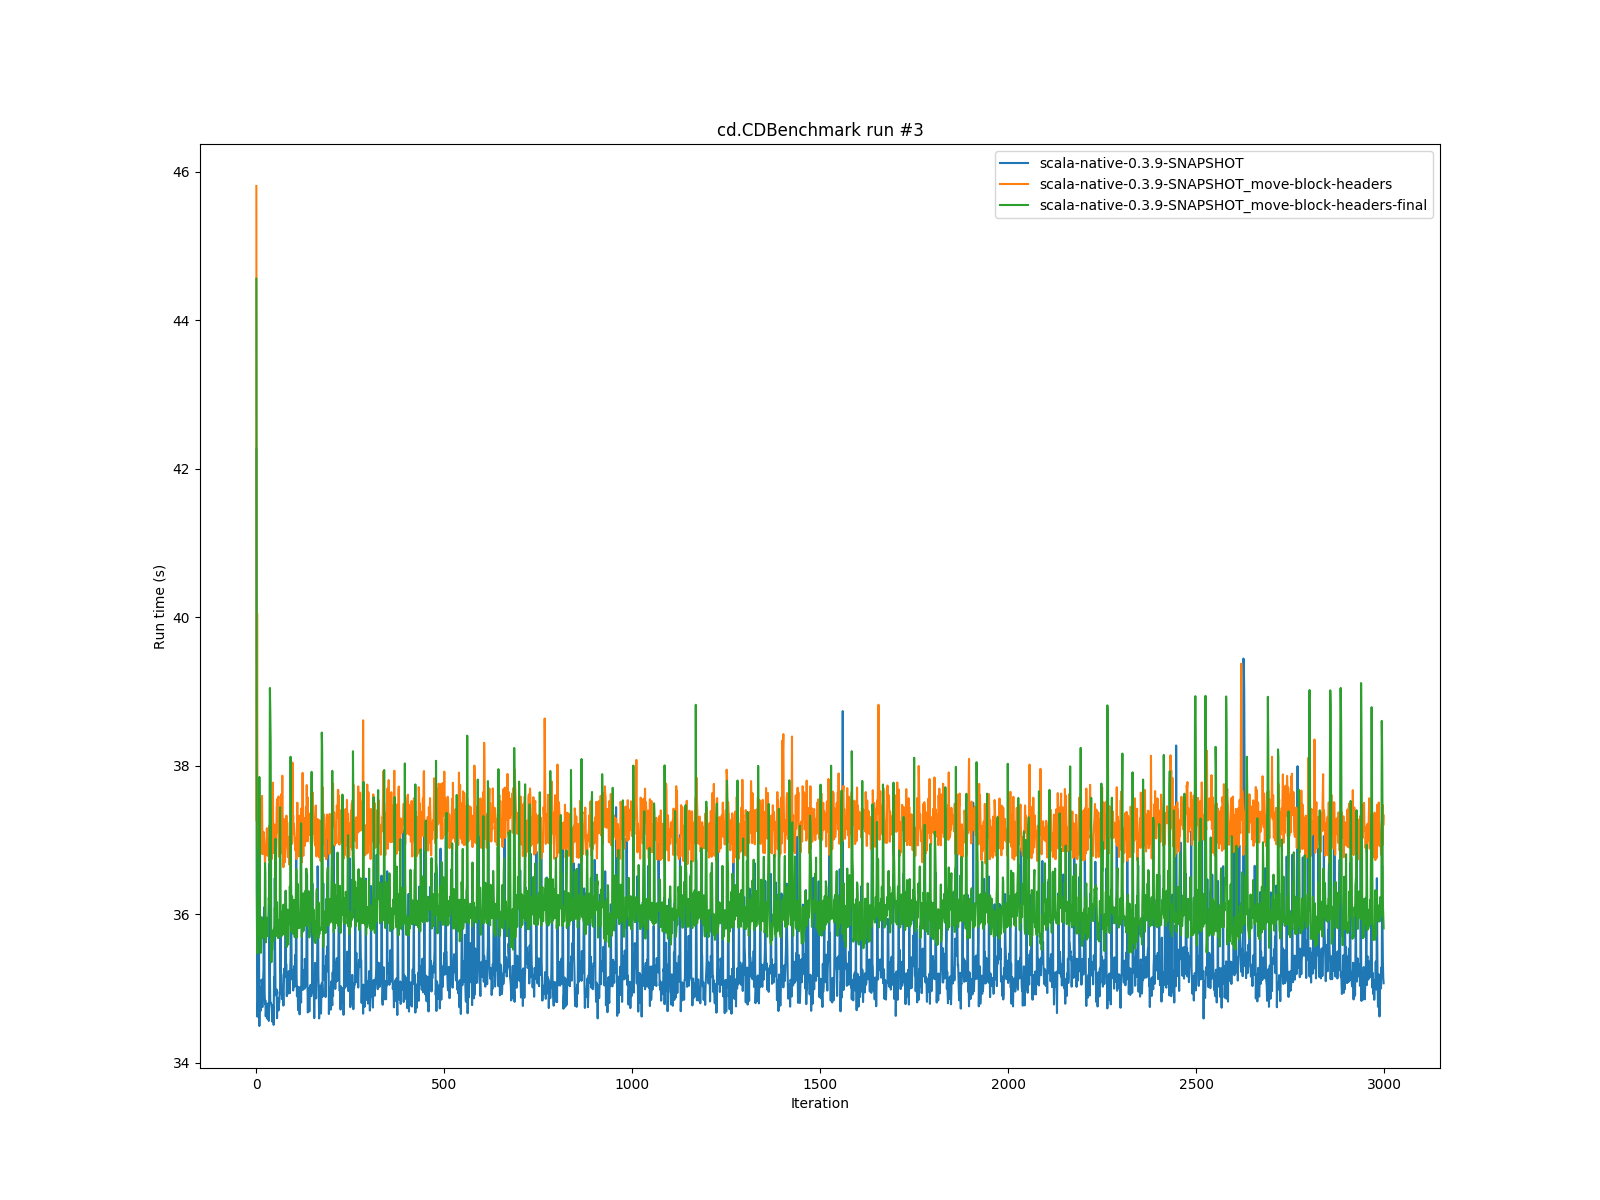 cd.CDBenchmark run #3
scala-native-0.3.9-SNAPSHOT
scala-native-0.3.9-SNAPSHOT_move-block-headers
scala-native-0.3.9-SNAPSHOT_move-block-headers-final
46
44
42
40
38
36
34
Run time (s)
0 500 1000 1500 2000 2500 3000
Iteration